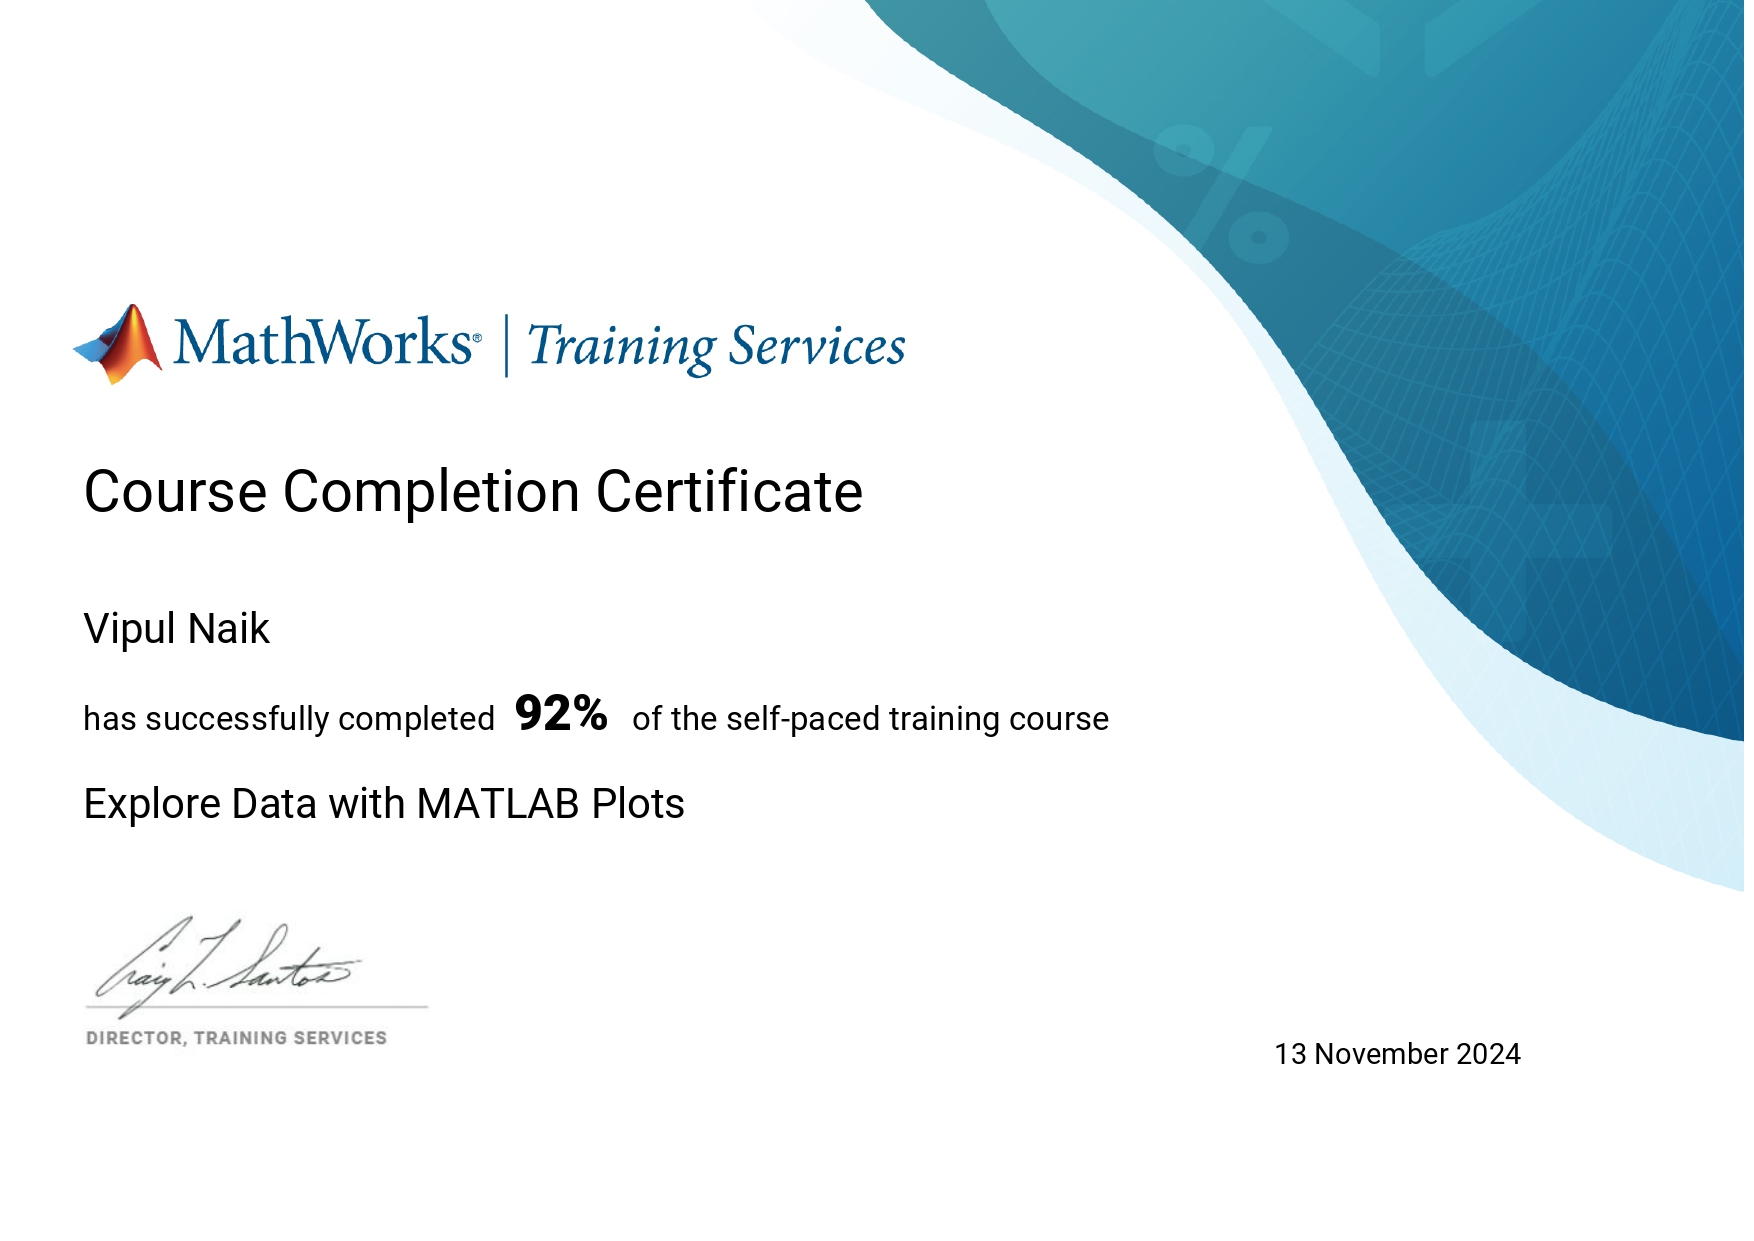 MathWorks® | Training Services
Course Completion Certificate
Vipul Naik
has successfully completed 92% of the self-paced training course
Explore Data with MATLAB Plots
Craig L. Santos
DIRECTOR, TRAINING SERVICES
13 November 2024